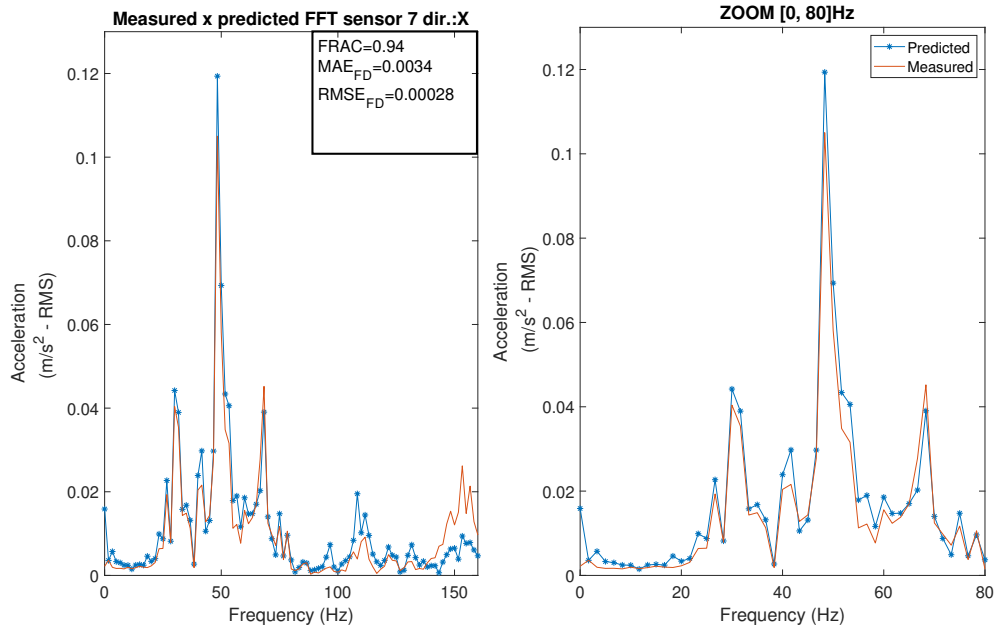 Measured x predicted FFT sensor 7 dir.:X
FRAC=0.94
MAE_FD=0.0034
RMSE_FD=0.00028
0.12
0.1
0.08
0.06
0.04
0.02
0
Acceleration
(m/s² - RMS)
0 50 100 150
Frequency (Hz)
ZOOM [0, 80]Hz
Predicted
Measured
0.12
0.1
0.08
0.06
0.04
0.02
0
Acceleration
(m/s² - RMS)
0 20 40 60 80
Frequency (Hz)